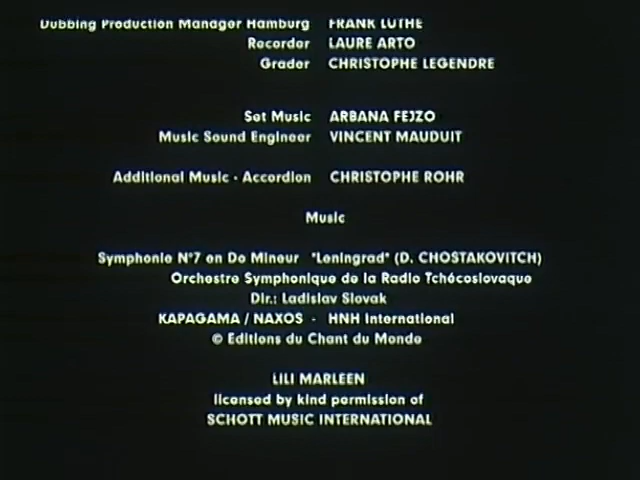 Dubbing Production Manager Hamburg FRANK LUTHE
Recorder LAURE ARTO
Grader CHRISTOPHE LEGENDRE
Set Music ARBANA FEJZO
Music Sound Engineer VINCENT MAUDUIT
Additional Music - Accordion CHRISTOPHE ROHR
Music
Symphonie N°7 en Do Mineur "Leningrad" (D. CHOSTAKOVITCH)
Orchestre Symphonique de la Radio Tchécoslovaque
Dir.: Ladislav Slovak
KAPAGAMA / NAXOS - HNH International
© Editions du Chant du Monde
LILI MARLEEN
licensed by kind permission of
SCHOTT MUSIC INTERNATIONAL